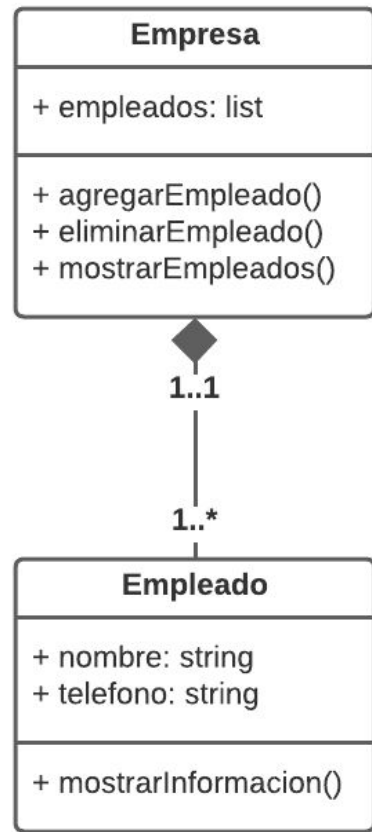 Empresa
+ empleados: list
+ agregarEmpleado()
+ eliminarEmpleado()
+ mostrarEmpleados()
1..1
1..*
Empleado
+ nombre: string
+ telefono: string
+ mostrarInformacion()